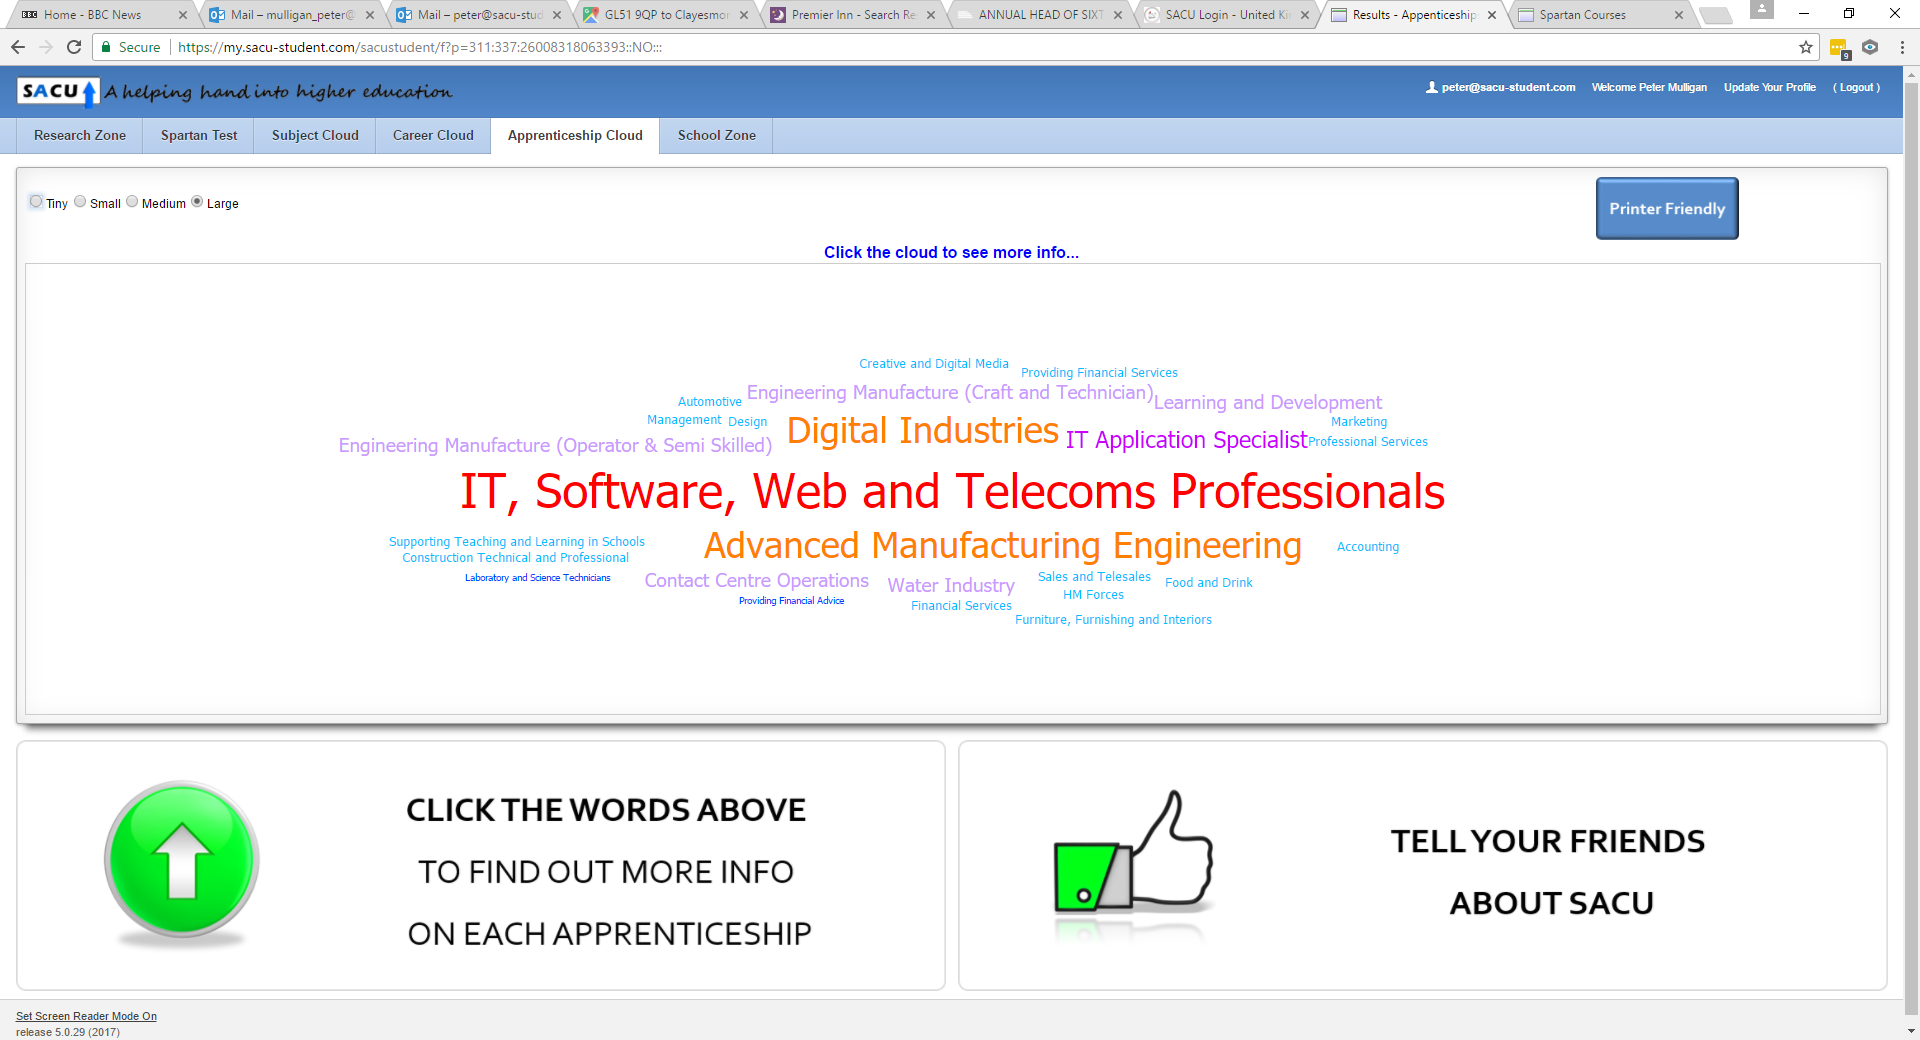 Home - BBC News
Mail – mulligan_peter@
Mail – peter@sacu-stud
GL51 9QP to Clayesmor
Premier Inn - Search Re
ANNUAL HEAD OF SIXT
SACU Login - United Ki
Results - Appenticeship
Spartan Courses
Secure
https://my.sacu-student.com/sacustudent/f?p=311:337:26008318063393::NO:::
9
SACU A helping hand into higher education
peter@sacu-student.com Welcome Peter Mulligan Update Your Profile ( Logout )
Research Zone
Spartan Test
Subject Cloud
Career Cloud
Apprenticeship Cloud
School Zone
Tiny Small Medium Large
Printer Friendly
Click the cloud to see more info...
Creative and Digital Media
Providing Financial Services
Engineering Manufacture (Craft and Technician)
Automotive
Learning and Development
Management
Design
Digital Industries
Marketing
IT Application Specialist
Professional Services
Engineering Manufacture (Operator & Semi Skilled)
IT, Software, Web and Telecoms Professionals
Supporting Teaching and Learning in Schools
Advanced Manufacturing Engineering
Accounting
Construction Technical and Professional
Laboratory and Science Technicians
Contact Centre Operations
Water Industry
Sales and Telesales
Food and Drink
HM Forces
Providing Financial Advice
Financial Services
Furniture, Furnishing and Interiors
CLICK THE WORDS ABOVE
TO FIND OUT MORE INFO
ON EACH APPRENTICESHIP
TELL YOUR FRIENDS
ABOUT SACU
Set Screen Reader Mode On
release 5.0.29 (2017)